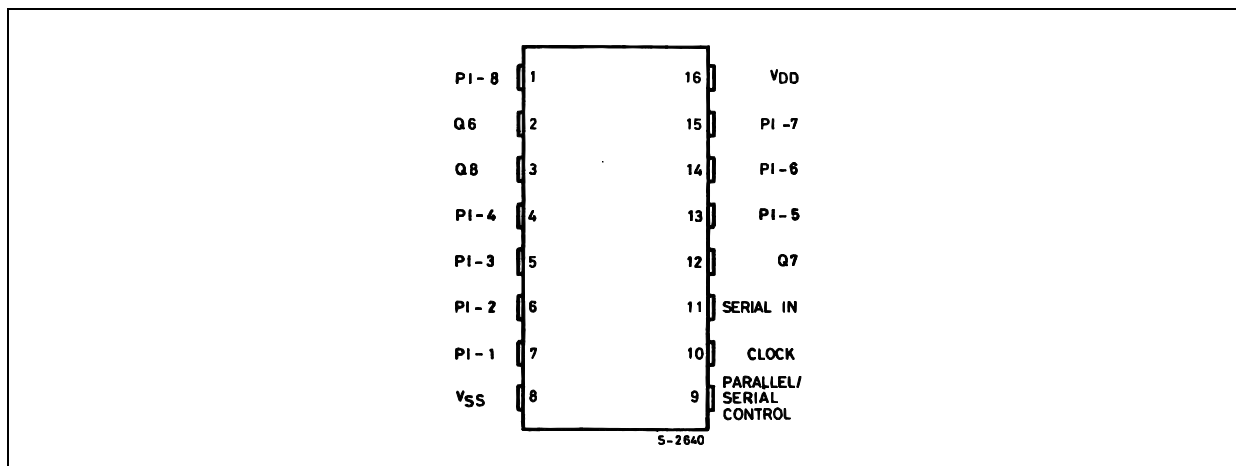 PI-8 1 16 VDD
Q6 2 15 PI-7
Q8 3 14 PI-6
PI-4 4 13 PI-5
PI-3 5 12 Q7
PI-2 6 11 SERIAL IN
PI-1 7 10 CLOCK
VSS 8 9 PARALLEL/
SERIAL
CONTROL
S-2640